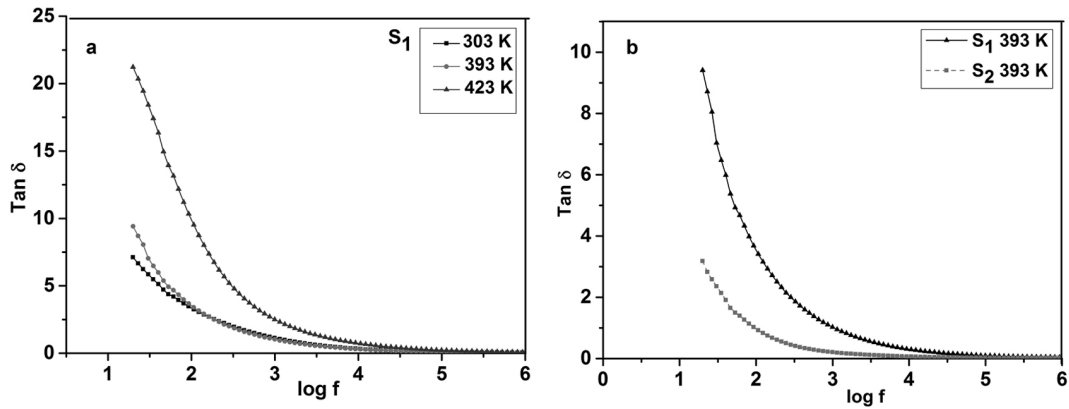 a
S1
303 K
393 K
423 K
25
20
15
10
5
0
Tan δ
1 2 3 4 5 6
log f
b
S1 393 K
S2 393 K
10
8
6
4
2
0
Tan δ
0 1 2 3 4 5 6
log f